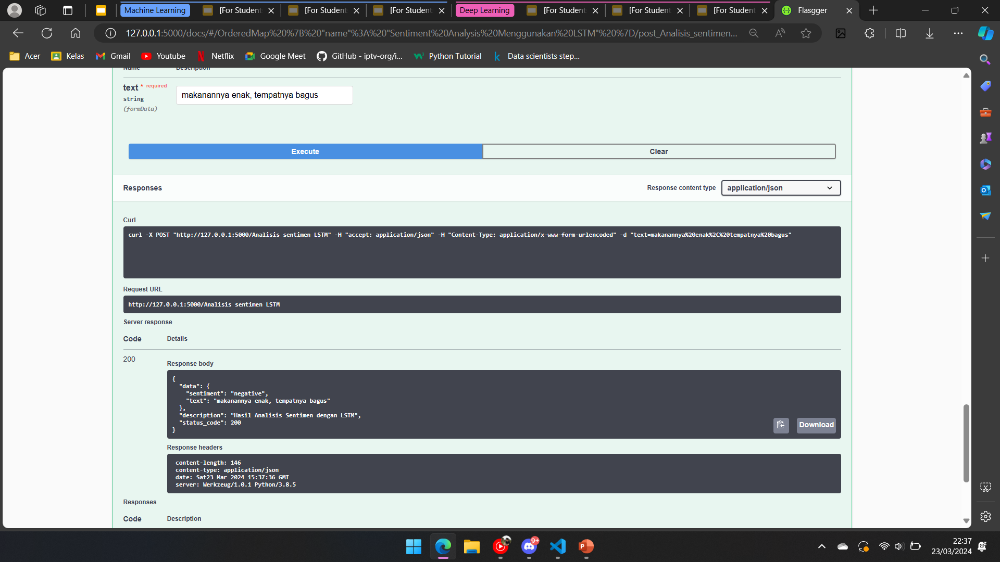 Machine Learning
[For Student
[For Student
[For Student
Deep Learning
[For Student
[For Student
[For Student
Flasgger
127.0.0.1:5000/docs/#/OrderedMap%20%7B%20"name"%3A%20"Sentiment%20Analysis%20Menggunakan%20LSTM"%20%7D/post_Analisis_sentimen...
Acer
Kelas
Gmail
Youtube
Netflix
Google Meet
GitHub - iptv-org/i...
Python Tutorial
Data scientists step...
Name
Description
text * required
string
(formData)
makanannya enak, tempatnya bagus
Execute
Clear
Responses
Response content type
application/json
Curl
curl -X POST "http://127.0.0.1:5000/Analisis sentimen LSTM" -H "accept: application/json" -H "Content-Type: application/x-www-form-urlencoded" -d "text=makanannya%20enak%2C%20tempatnya%20bagus"
Request URL
http://127.0.0.1:5000/Analisis sentimen LSTM
Server response
Code
Details
200
Response body
{
"data": {
"sentiment": "negative",
"text": "makanannya enak, tempatnya bagus"
},
"description": "Hasil Analisis Sentimen dengan LSTM",
"status_code": 200
}
Download
Response headers
content-length: 146
content-type: application/json
date: Sat23 Mar 2024 15:37:36 GMT
server: Werkzeug/1.0.1 Python/3.8.5
Responses
Code
Description
9+
22:37
23/03/2024